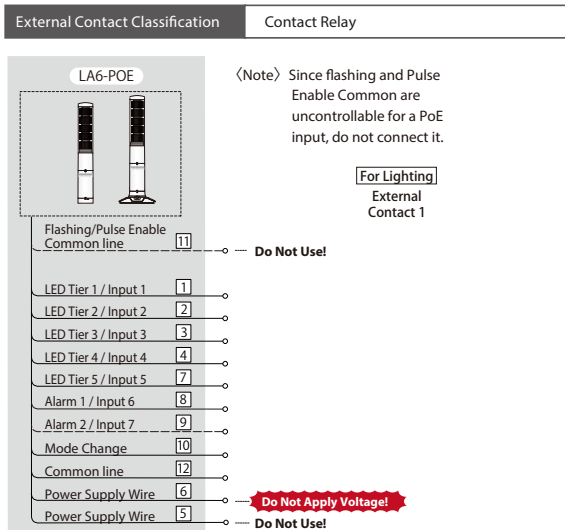 External Contact Classification Contact Relay
LA6-POE
〈Note〉 Since flashing and Pulse
Enable Common are
uncontrollable for a PoE
input, do not connect it.
For Lighting
External
Contact 1
Flashing/Pulse Enable
Common line 11
Do Not Use!
LED Tier 1 / Input 1 1
LED Tier 2 / Input 2 2
LED Tier 3 / Input 3 3
LED Tier 4 / Input 4 4
LED Tier 5 / Input 5 7
Alarm 1 / Input 6 8
Alarm 2 / Input 7 9
Mode Change 10
Common line 12
Power Supply Wire 6 Do Not Apply Voltage!
Power Supply Wire 5 Do Not Use!